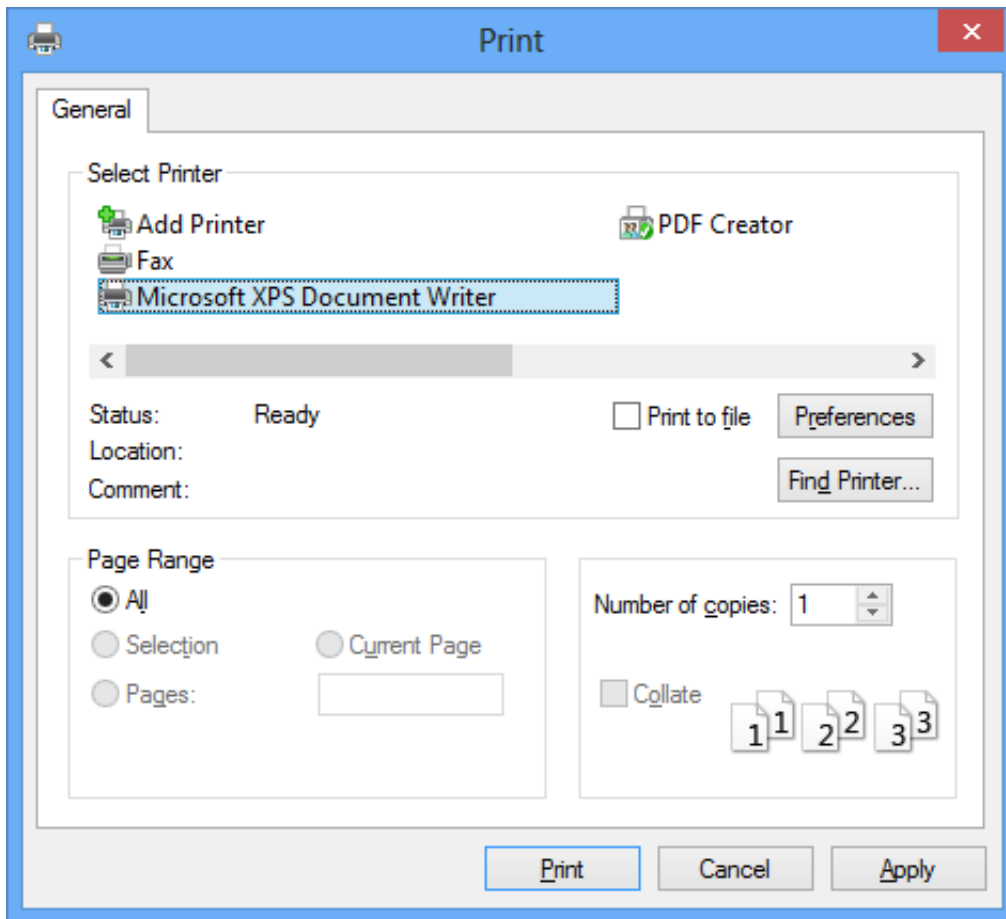 Print
General
Select Printer
Add Printer
PDF Creator
Fax
Microsoft XPS Document Writer
Status: Ready
Print to file
Preferences
Location:
Comment:
Find Printer...
Page Range
All
Selection
Current Page
Pages:
Number of copies: 1
Collate
1 1 2 2 3 3
Print
Cancel
Apply